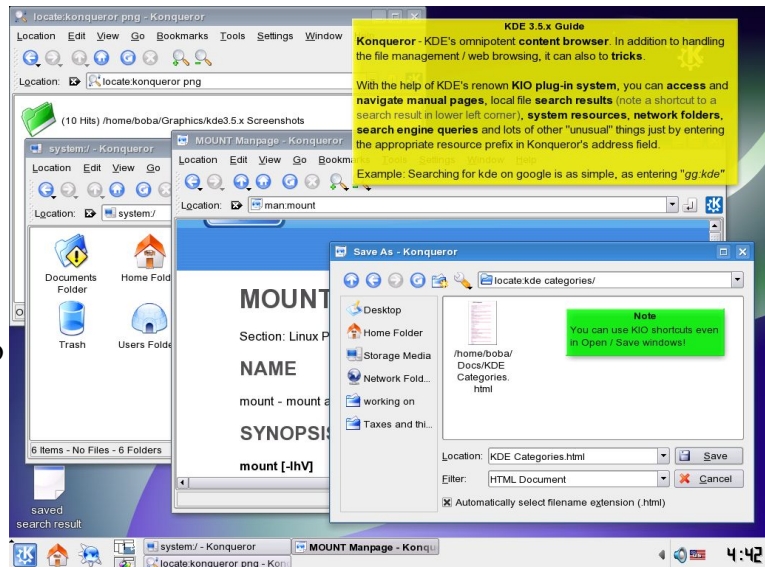 locate:konqueror png - Konqueror
Location Edit View Go Bookmarks Tools Settings Window
Location: locate:konqueror png
(10 Hits) /home/boba/Graphics/kde3.5.x Screenshots
KDE 3.5.x Guide
Konqueror - KDE's omnipotent content browser. In addition to handling
the file management / web browsing, it can also to tricks.
With the help of KDE's renown KIO plug-in system, you can access and
navigate manual pages, local file search results (note a shortcut to a
search result in lower left corner), system resources, network folders,
search engine queries and lots of other "unusual" things just by entering
the appropriate resource prefix in Konqueror's address field.
Example: Searching for kde on google is as simple, as entering "gg:kde"
system:/ - Konqueror
Location Edit View Go
Location: system:/
Documents
Folder
Home Fold
Trash
Users Folde
6 Items - No Files - 6 Folders
MOUNT Manpage - Konqueror
Location Edit View Go Bookmarks Tools Settings Window Help
Location: man:mount
MOUNT
Section: Linux P
NAME
mount - mount a
SYNOPSI
mount [-lhV]
Save As - Konqueror
locate:kde categories/
Desktop
Home Folder
Storage Media
Network Fold...
working on
Taxes and thi...
/home/boba/
Docs/KDE
Categories.
html
Note
You can use KIO shortcuts even
in Open / Save windows!
Location: KDE Categories.html Save
Filter: HTML Document Cancel
Automatically select filename extension (.html)
saved
search result
system:/ - Konqueror
MOUNT Manpage - Konqu
locate:konqueror png - Kon
4:42